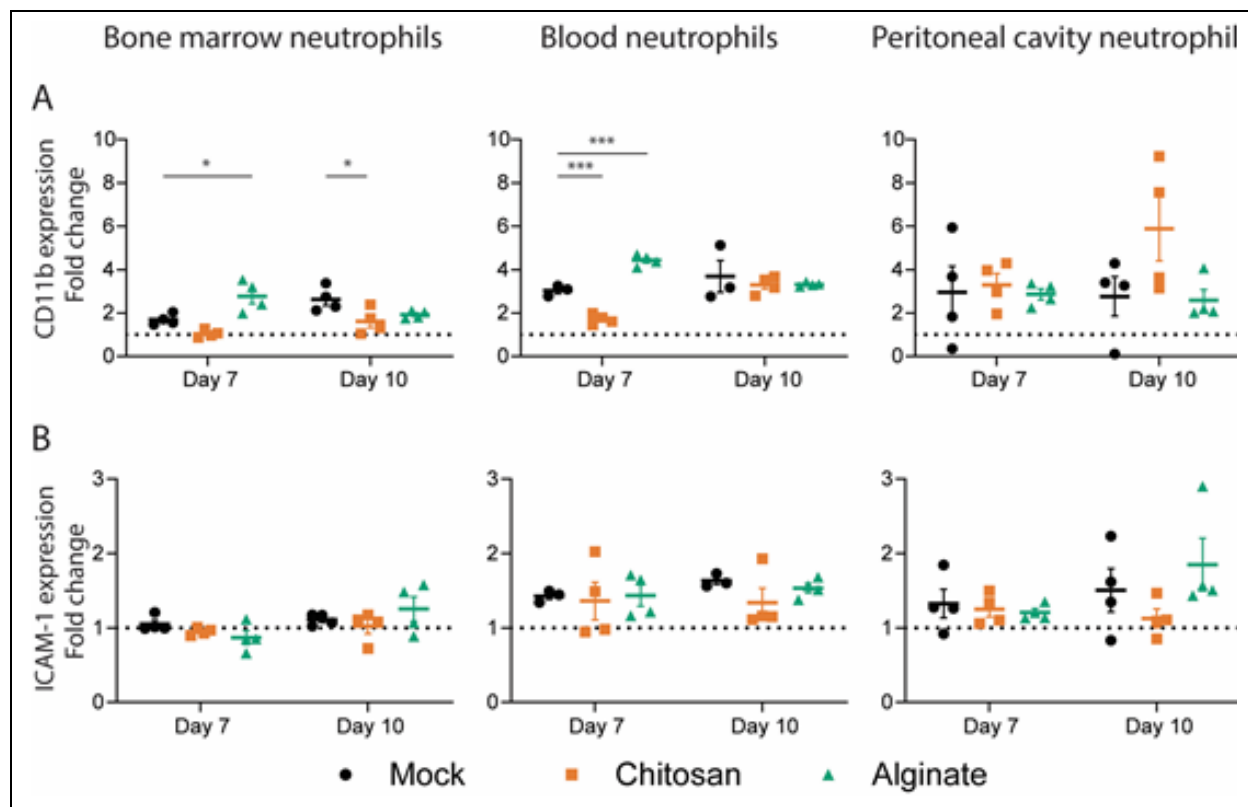 Bone marrow neutrophils Blood neutrophils Peritoneal cavity neutrophil
A
CD11b expression
Fold change
10
8
6
4
2
0
* *
Day 7 Day 10
10
8
6
4
2
0
***
***
Day 7 Day 10
10
8
6
4
2
0
Day 7 Day 10
B
ICAM-1 expression
Fold change
3
2
1
0
Day 7 Day 10
3
2
1
0
Day 7 Day 10
3
2
1
0
Day 7 Day 10
Mock Chitosan Alginate